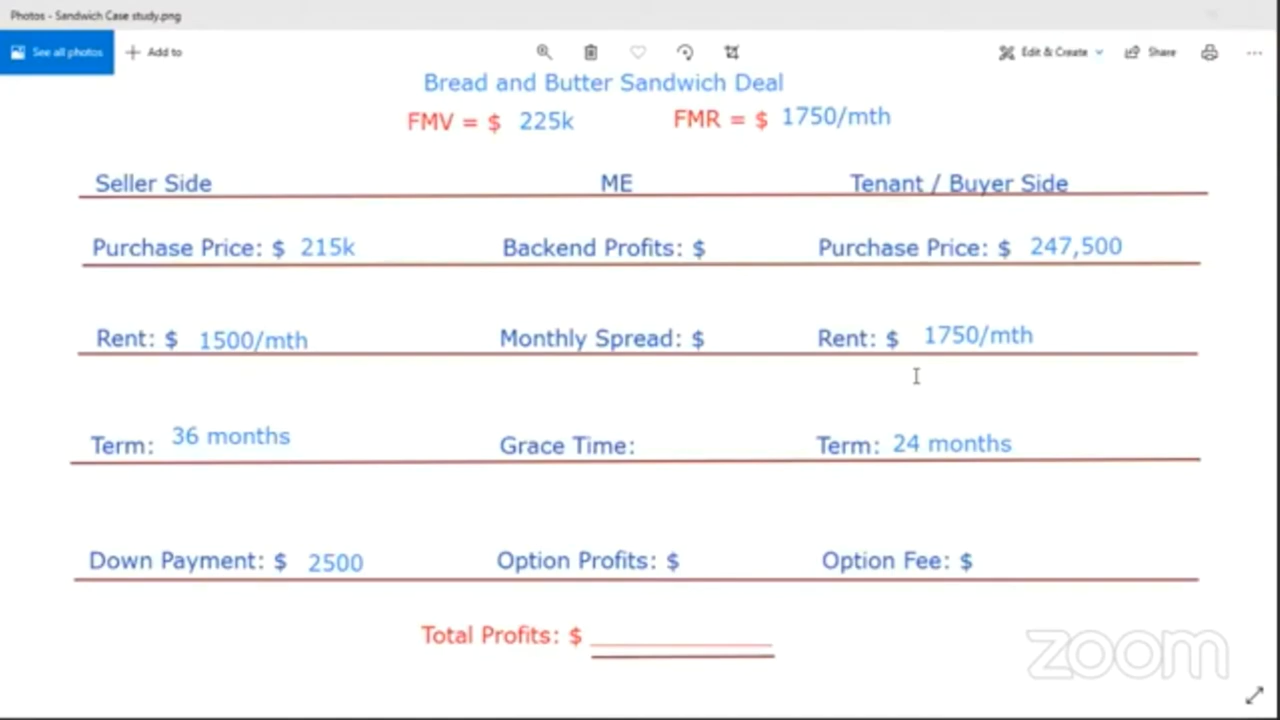 Photos - Sandwich Case study.png
See all photos + Add to Edit & Create Share
Bread and Butter Sandwich Deal
FMV = $ 225k FMR = $ 1750/mth
Seller Side ME Tenant / Buyer Side
Purchase Price: $ 215k Backend Profits: $ Purchase Price: $ 247,500
Rent: $ 1500/mth Monthly Spread: $ Rent: $ 1750/mth
Term: 36 months Grace Time: Term: 24 months
Down Payment: $ 2500 Option Profits: $ Option Fee: $
Total Profits: $
zoom